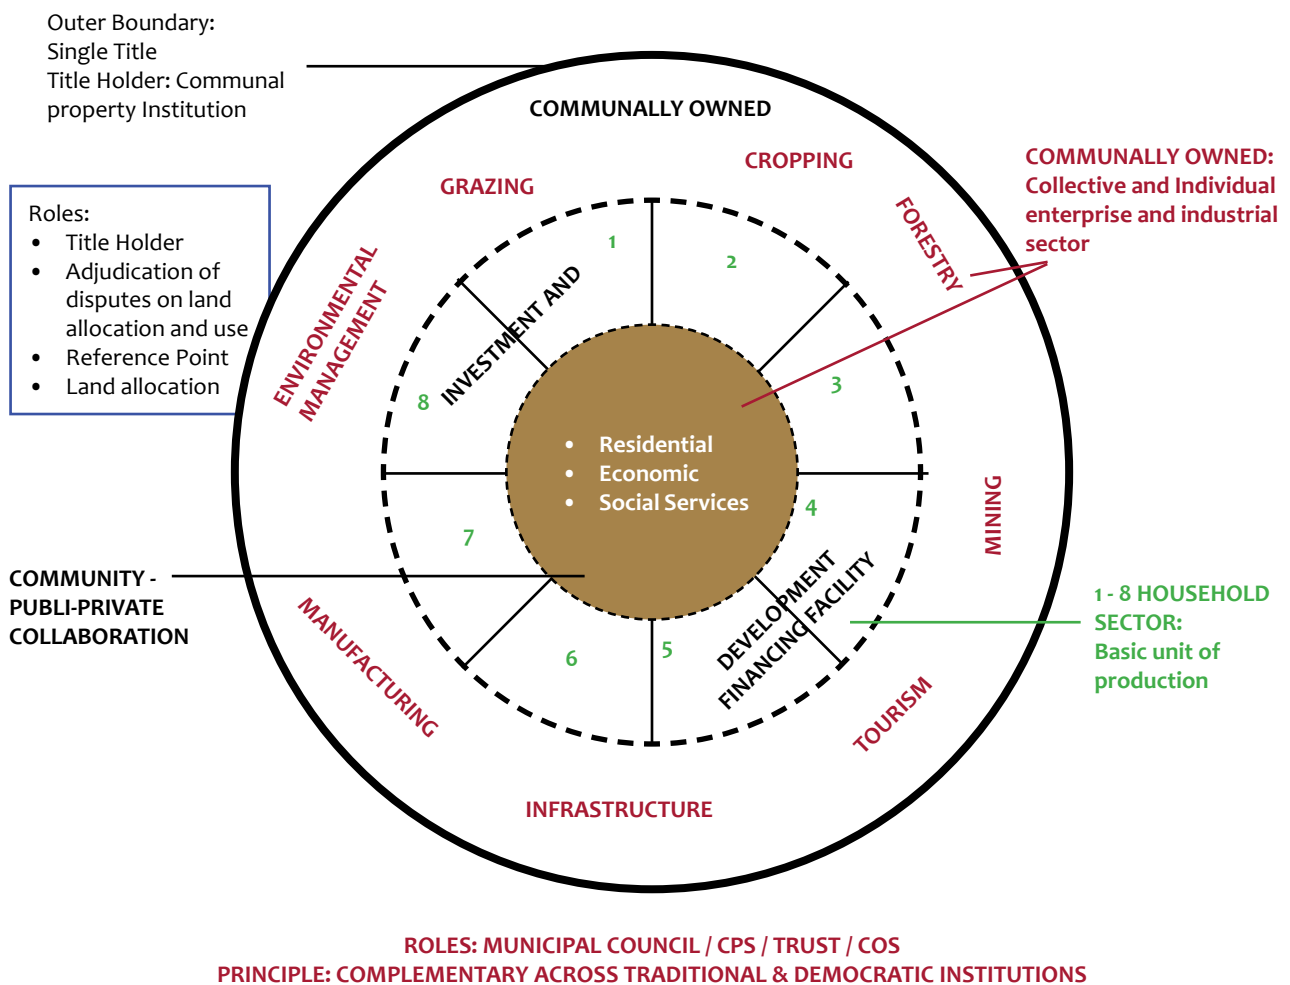 Outer Boundary:
Single Title
Title Holder: Communal
property Institution
COMMUNALLY OWNED
CROPPING
GRAZING
FORESTRY
COMMUNALLY OWNED:
Collective and Individual
enterprise and industrial
sector
Roles:
• Title Holder
• Adjudication of
disputes on land
allocation and use
• Reference Point
• Land allocation
ENVIRONMENTAL
MANAGEMENT
1
2
3
4
5
6
7
8
INVESTMENT AND
DEVELOPMENT
FINANCING FACILITY
• Residential
• Economic
• Social Services
MINING
COMMUNITY -
PUBLI-PRIVATE
COLLABORATION
1 - 8 HOUSEHOLD
SECTOR:
Basic unit of
production
MANUFACTURING
TOURISM
INFRASTRUCTURE
ROLES: MUNICIPAL COUNCIL / CPS / TRUST / COS
PRINCIPLE: COMPLEMENTARY ACROSS TRADITIONAL & DEMOCRATIC INSTITUTIONS